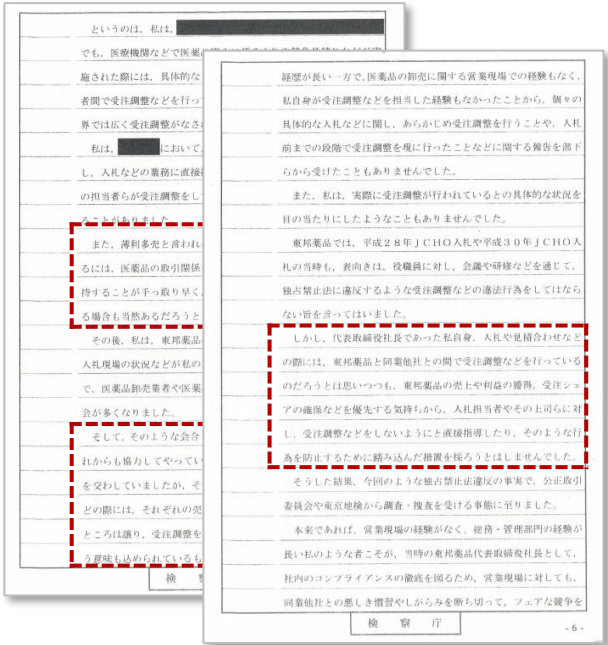 というのは、私は、
でも、医療機関などで医薬
施された際には、具体的な
者間で受注調整などを行っ
界では広く受注調整がなさ
私は、
において、
し、入札などの業務に直接
の担当者らが受注調整をし
ることがありました。
また、薄利多売と言われ
るには、医薬品の取引関係
持することが手っ取り早く
る場合も当然あるだろうと
その後、私は、東邦薬品
入札現場の状況などが私の
で、医薬品卸売業者や医薬
会が多くなりました。
そして、そのような会合
れからも協力してやってい
を交わしていましたが、そ
どの際には、それぞれの売
ところは譲り、受注調整を
う意味も込められているも
検
経歴が長い一方で、医薬品の卸売に関する営業現場での経験もなく、
私自身が受注調整などを担当した経験もなかったことから、個々の
具体的な入札などに関し、あらかじめ受注調整を行うことや、入札
前までの段階で受注調整を現に行ったことなどに関する報告を部下
らから受けたこともありませんでした。
また、私は、実際に受注調整が行われているとの具体的な状況を
目の当たりにしたようなこともありませんでした。
東邦薬品では、平成28年JCHO入札や平成30年JCHO入
札の当時も、表向きは、役職員に対し、会議や研修などを通じて、
独占禁止法に違反するような受注調整などの違法行為をしてはなら
ない旨を言ってはいました。
しかし、代表取締役社長であった私自身、入札や見積合わせなど
の際には、東邦薬品と同業他社との間で受注調整などを行っている
のだろうとは思いつつも、東邦薬品の売上や利益の獲得、受注シェ
アの確保などを優先する気持ちから、入札担当者やその上司らに対
し、受注調整などをしないようにと直接指導したり、そのような行
為を防止するために踏み込んだ措置を採ろうとはしませんでした。
そうした結果、今回のような独占禁止法違反の事実で、公正取引
委員会や東京地検から調査・捜査を受ける事態に至りました。
本来であれば、営業現場の経験がなく、総務・管理部門の経験が
長い私のような者こそが、当時の東邦薬品代表取締役社長として、
社内のコンプライアンスの徹底を図るため、営業現場に対しても、
同業他社との悪しき慣習やしがらみを断ち切って、フェアな競争を
検 察 庁
- 6 -